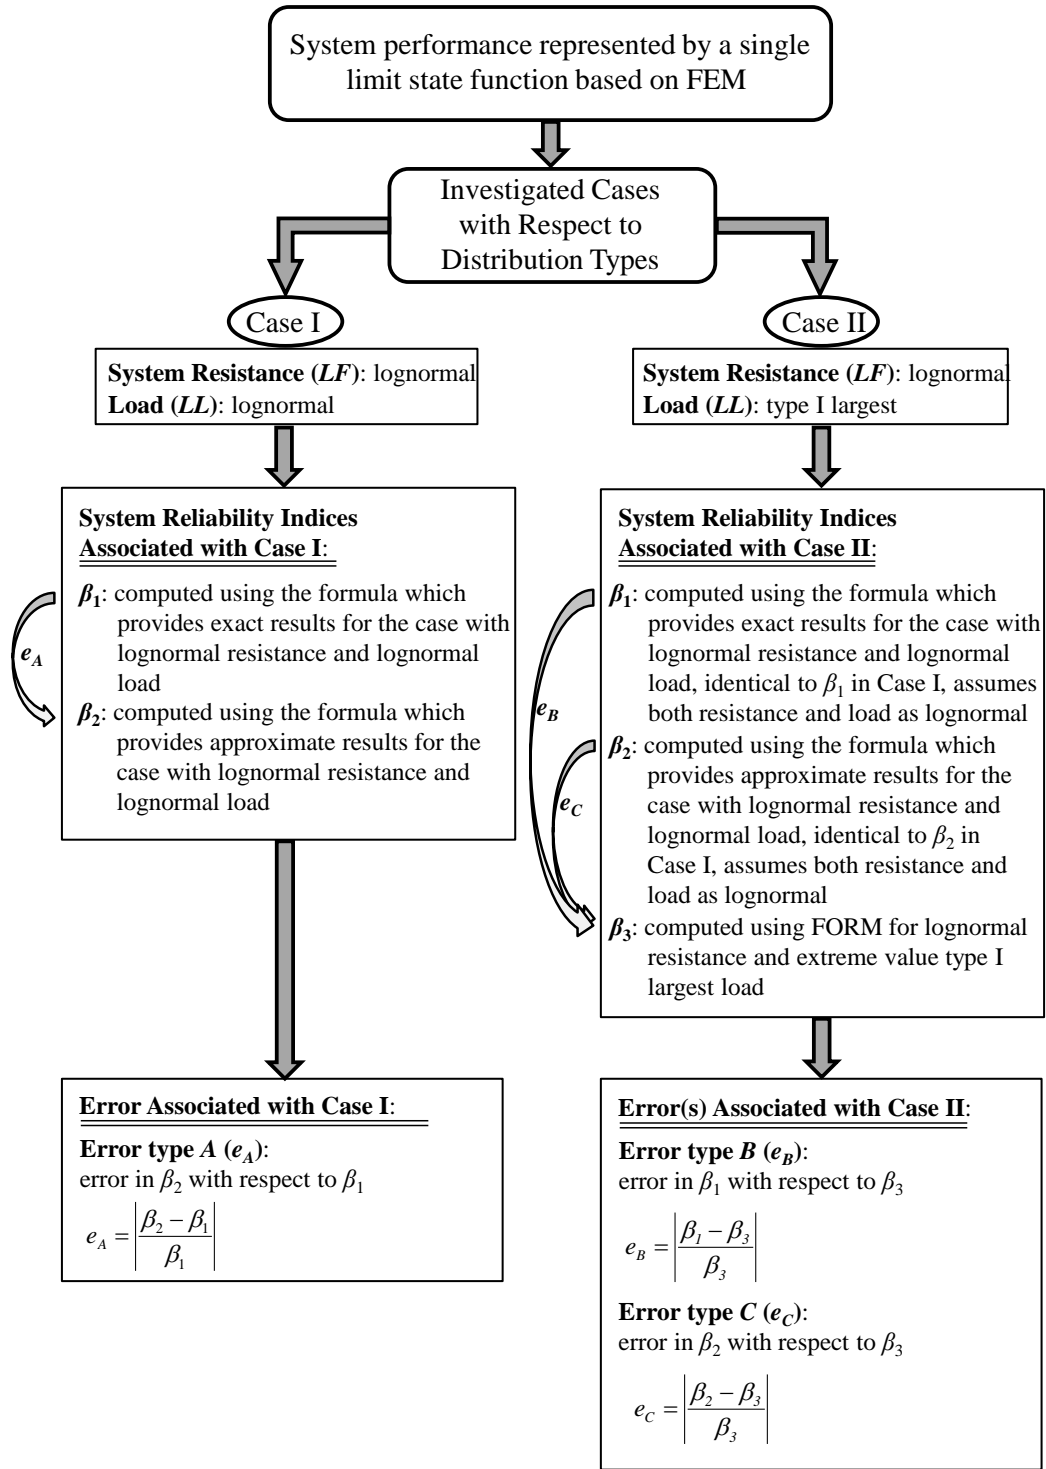 System performance represented by a single
limit state function based on FEM
Investigated Cases
with Respect to
Distribution Types
Case I
System Resistance (LF): lognormal
Load (LL): lognormal
System Reliability Indices
Associated with Case I:
β₁: computed using the formula which
provides exact results for the case with
lognormal resistance and lognormal
load
β₂: computed using the formula which
provides approximate results for the
case with lognormal resistance and
lognormal load
e_A
Error Associated with Case I:
Error type A (e_A):
error in β₂ with respect to β₁
e_A = |(β₂ − β₁)/β₁|
Case II
System Resistance (LF): lognormal
Load (LL): type I largest
System Reliability Indices
Associated with Case II:
β₁: computed using the formula which
provides exact results for the case with
lognormal resistance and lognormal
load, identical to β₁ in Case I, assumes
both resistance and load as lognormal
β₂: computed using the formula which
provides approximate results for the
case with lognormal resistance and
lognormal load, identical to β₂ in
Case I, assumes both resistance and
load as lognormal
β₃: computed using FORM for lognormal
resistance and extreme value type I
largest load
e_B
e_C
Error(s) Associated with Case II:
Error type B (e_B):
error in β₁ with respect to β₃
e_B = |(β₁ − β₃)/β₃|
Error type C (e_C):
error in β₂ with respect to β₃
e_C = |(β₂ − β₃)/β₃|